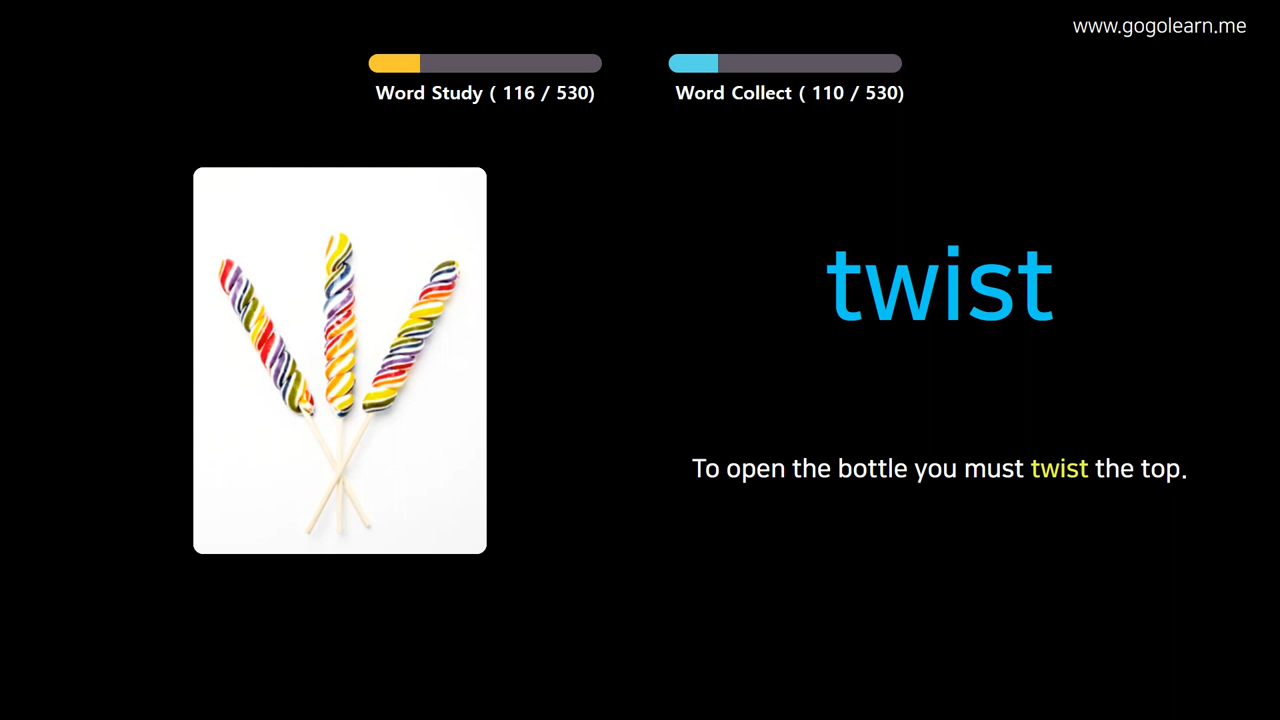 www.gogolearn.me
Word Study ( 116 / 530)
Word Collect ( 110 / 530)
twist
To open the bottle you must twist the top.